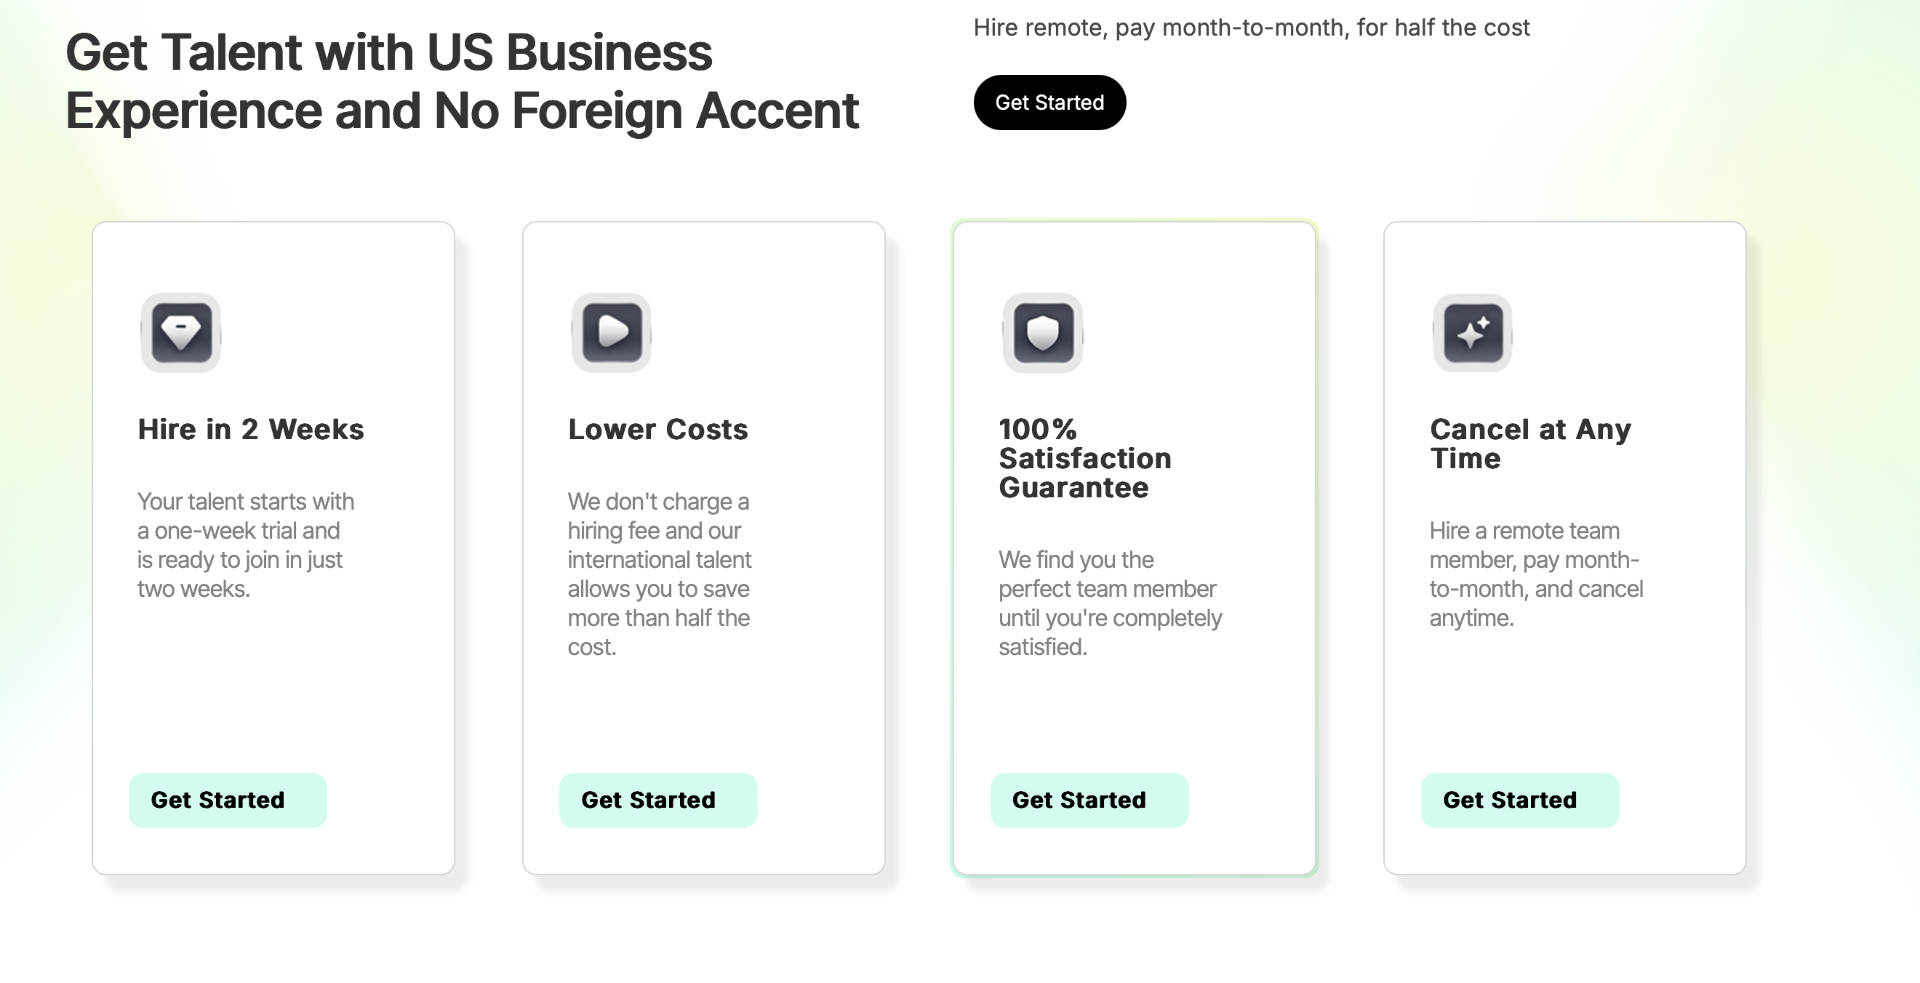 Get Talent with US Business
Experience and No Foreign Accent
Hire remote, pay month-to-month, for half the cost
Get Started
Hire in 2 Weeks
Your talent starts with
a one-week trial and
is ready to join in just
two weeks.
Get Started
Lower Costs
We don't charge a
hiring fee and our
international talent
allows you to save
more than half the
cost.
Get Started
100%
Satisfaction
Guarantee
We find you the
perfect team member
until you're completely
satisfied.
Get Started
Cancel at Any
Time
Hire a remote team
member, pay month-
to-month, and cancel
anytime.
Get Started